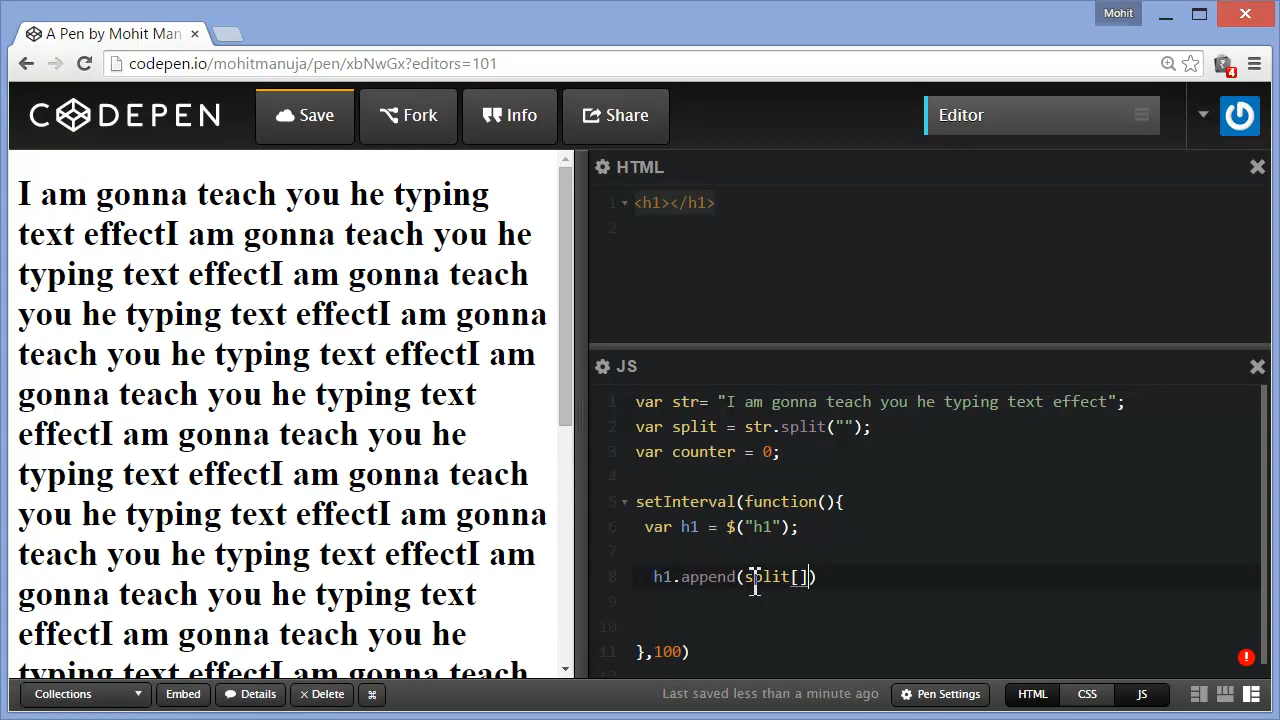 Mohit
A Pen by Mohit Man
codepen.io/mohitmanuja/pen/xbNwGx?editors=101
4
CODEPEN
Save
Fork
Info
Share
Editor
I am gonna teach you he typing
text effectI am gonna teach you he
typing text effectI am gonna teach
you he typing text effectI am gonna
teach you he typing text effectI am
gonna teach you he typing text
effectI am gonna teach you he
typing text effectI am gonna teach
you he typing text effectI am gonna
teach you he typing text effectI am
gonna teach you he typing text
effectI am gonna teach you he
typing text effectI am gonna teach
HTML
1 <h1></h1>
2
JS
1 var str= "I am gonna teach you he typing text effect";
2 var split = str.split("");
3 var counter = 0;
4
5 setInterval(function(){
6 var h1 = $("h1");
7
8 h1.append(split[])
9
10
11 },100)
Collections
Embed
Details
Delete
⌘
Last saved less than a minute ago
Pen Settings
HTML
CSS
JS